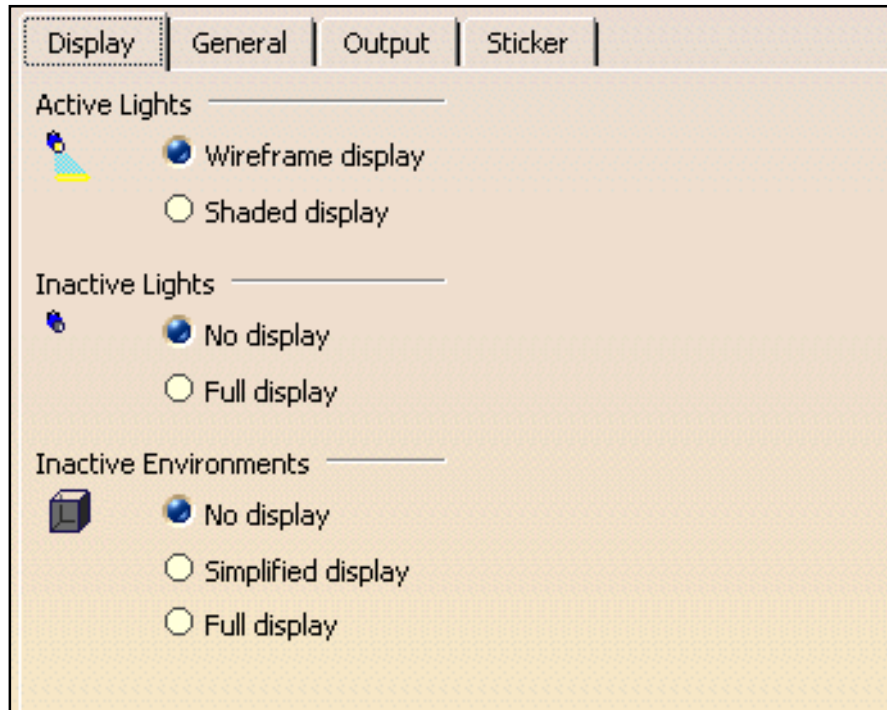 Display General Output Sticker
Active Lights
Wireframe display
Shaded display
Inactive Lights
No display
Full display
Inactive Environments
No display
Simplified display
Full display